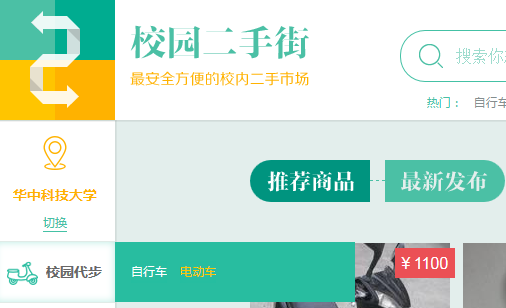 校园二手街
最安全方便的校内二手市场
搜索你
热门： 自行车
华中科技大学
切换
推荐商品 最新发布
校园代步 自行车 电动车
￥1100